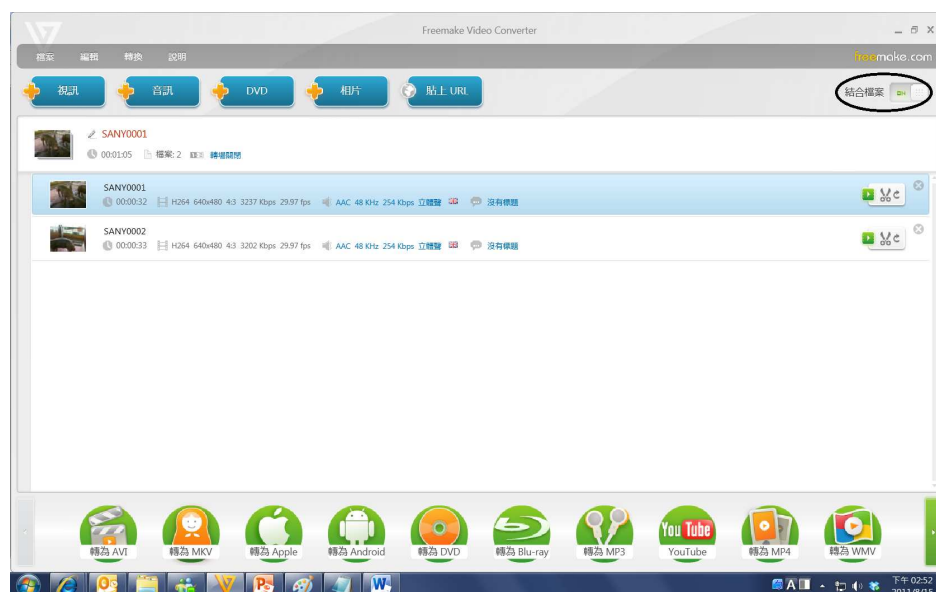 Freemake Video Converter
檔案 編輯 轉換 說明
freemake.com
視訊 音訊 DVD 相片 貼上 URL
結合檔案
SANY0001
00:01:05 檔案: 2 轉場關閉
SANY0001
00:00:32 H264 640x480 4:3 3237 Kbps 29.97 fps AAC 48 KHz 254 Kbps 立體聲 沒有標題
SANY0002
00:00:33 H264 640x480 4:3 3202 Kbps 29.97 fps AAC 48 KHz 254 Kbps 立體聲 沒有標題
You Tube
轉為 AVI 轉為 MKV 轉為 Apple 轉為 Android 轉為 DVD 轉為 Blu-ray 轉為 MP3 YouTube 轉為 MP4 轉為 WMV
A 下午 02:52
2011/8/15